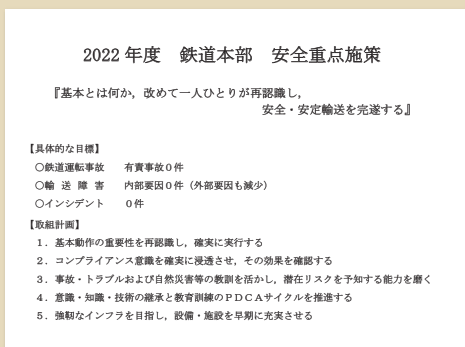 2022 年度　鉄道本部　安全重点施策
『基本とは何か，改めて一人ひとりが再認識し，
安全・安定輸送を完遂する』
【具体的な目標】
〇鉄道運転事故　　有責事故０件
〇輸 送 障 害　　内部要因０件（外部要因も減少）
〇インシデント　　０件
【取組計画】
１．基本動作の重要性を再認識し，確実に実行する
２．コンプライアンス意識を確実に浸透させ，その効果を確認する
３．事故・トラブルおよび自然災害等の教訓を活かし，潜在リスクを予知する能力を磨く
４．意識・知識・技術の継承と教育訓練のＰＤＣＡサイクルを推進する
５．強靭なインフラを目指し，設備・施設を早期に充実させる